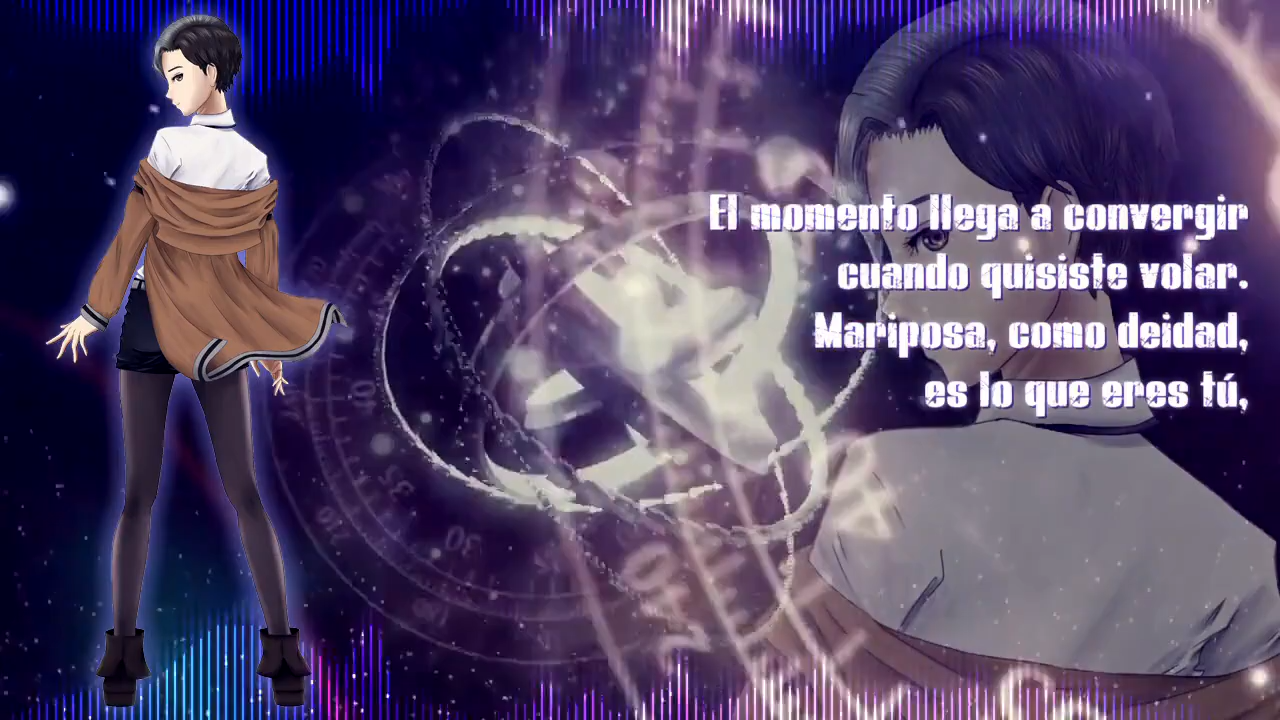 El momento llega a convergir
cuando quisiste volar.
Mariposa, como deidad,
es lo que eres tú,